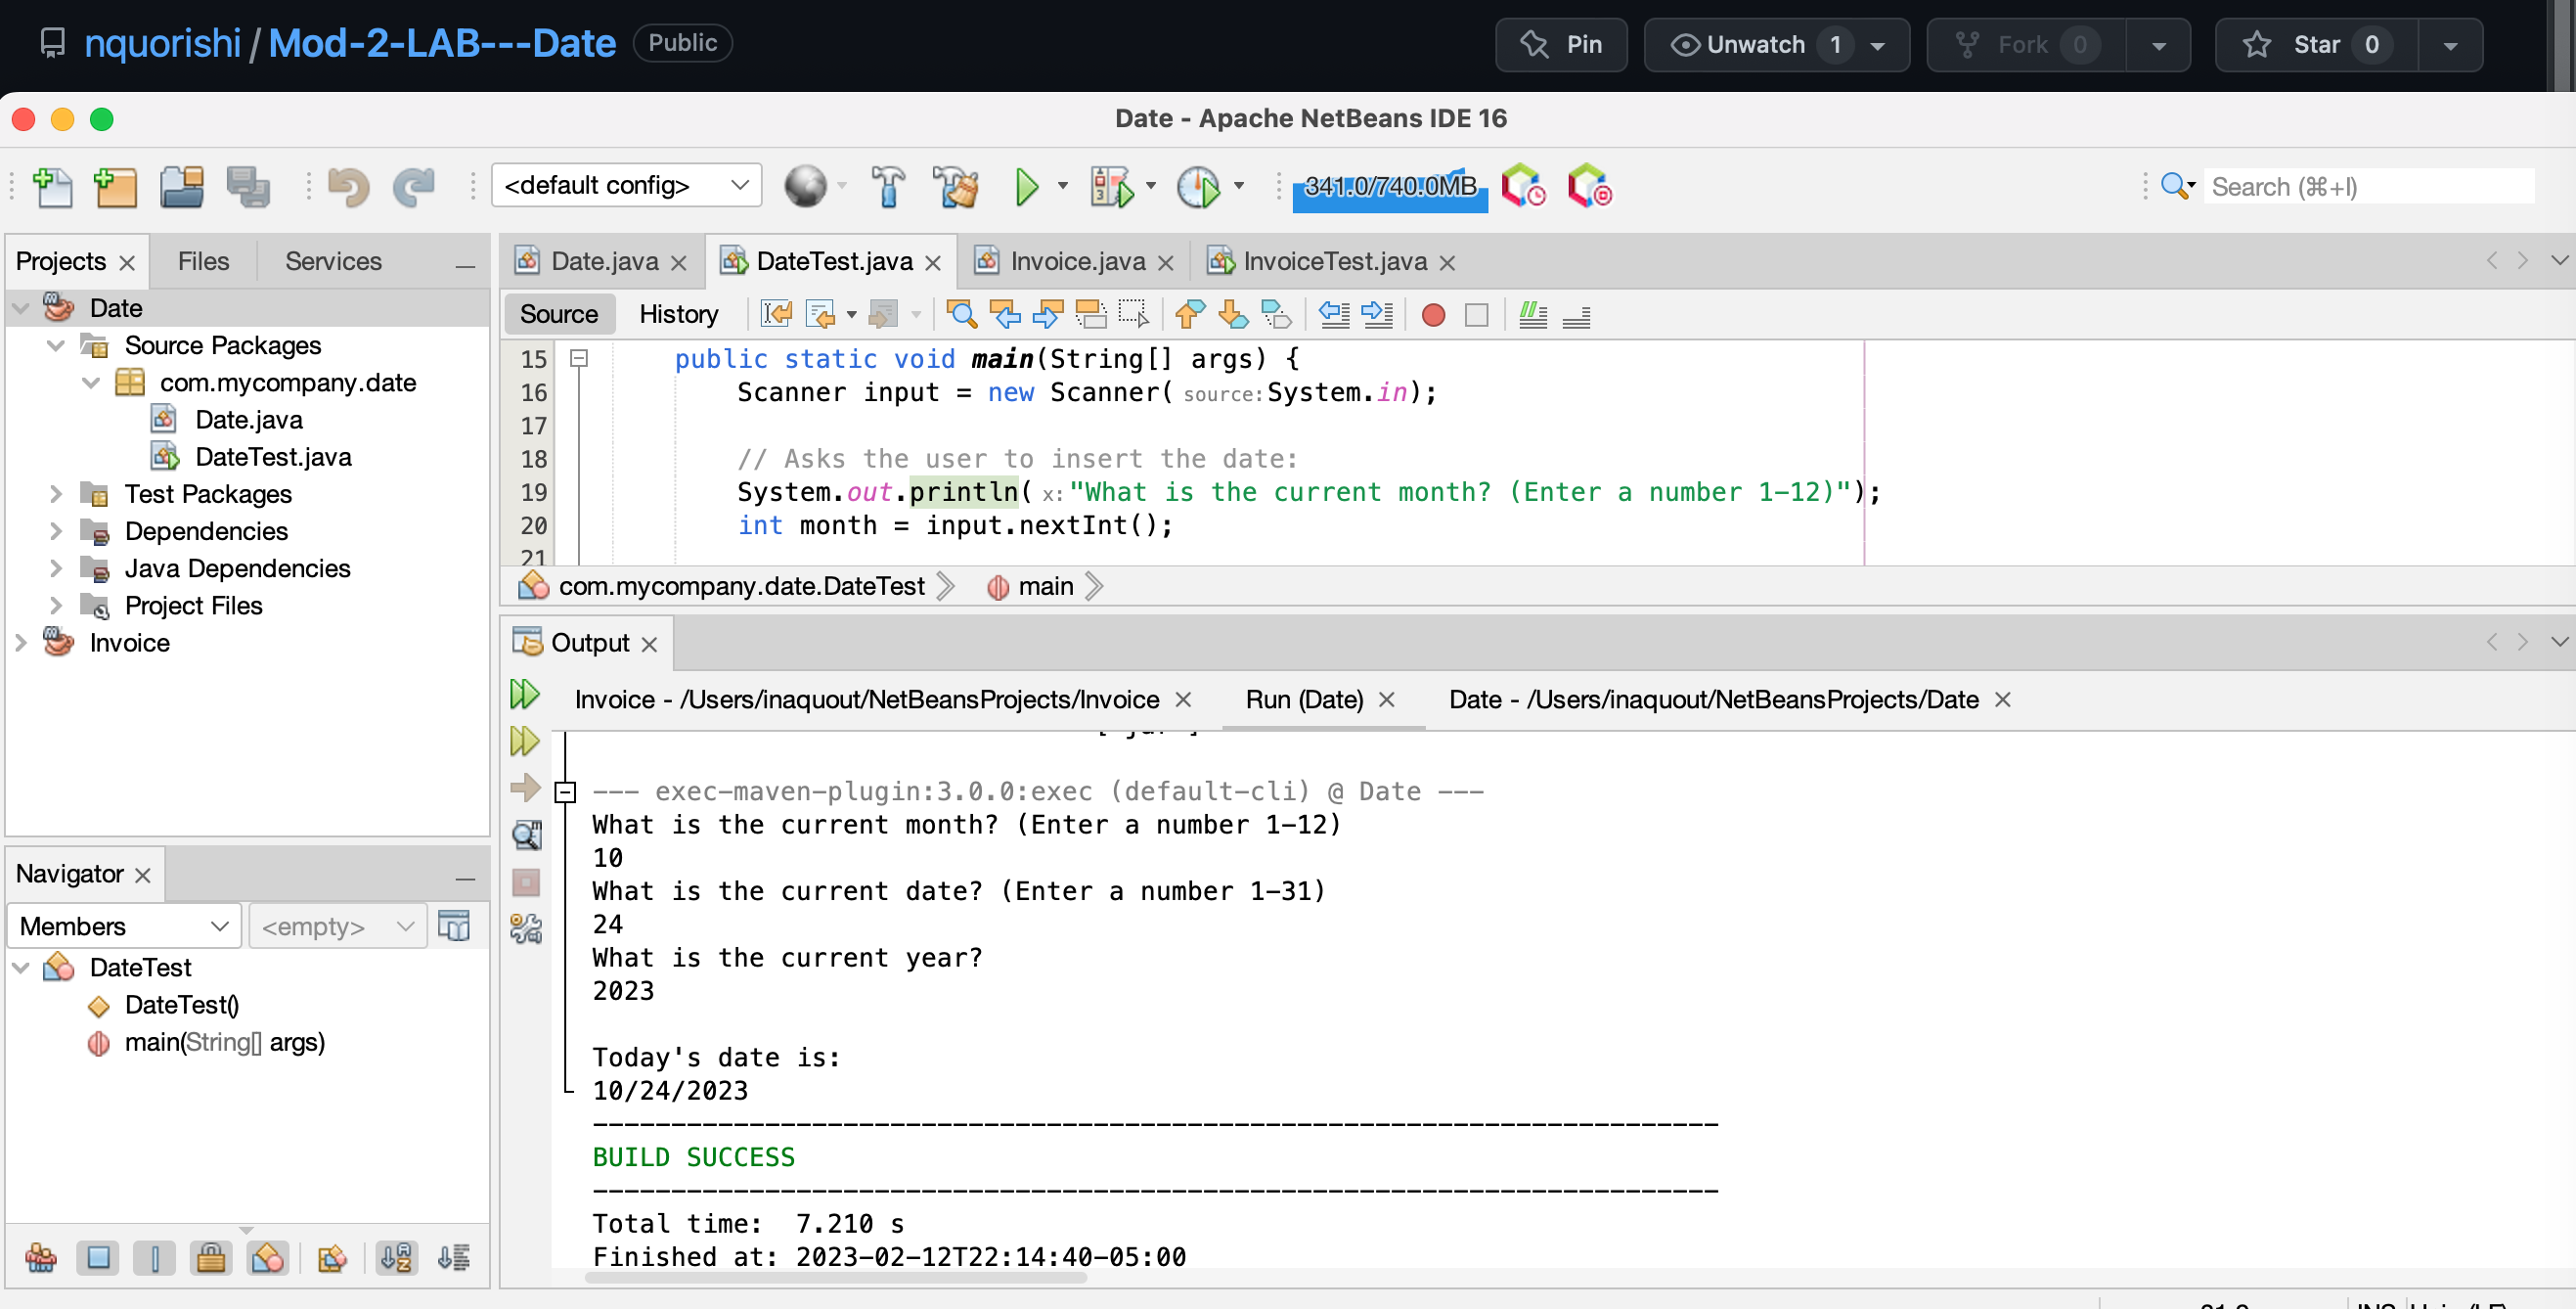 nquorishi / Mod-2-LAB---Date Public Pin Unwatch 1 Fork 0 Star 0
Date - Apache NetBeans IDE 16
<default config> 341.0/740.0MB Search (⌘+I)
Projects Files Services
Date
Source Packages
com.mycompany.date
Date.java
DateTest.java
Test Packages
Dependencies
Java Dependencies
Project Files
Invoice
Date.java DateTest.java Invoice.java InvoiceTest.java
Source History
15 public static void main(String[] args) {
16 Scanner input = new Scanner( source: System.in);
17
18 // Asks the user to insert the date:
19 System.out.println( x: "What is the current month? (Enter a number 1-12)");
20 int month = input.nextInt();
21
com.mycompany.date.DateTest main
Output
Invoice - /Users/inaquout/NetBeansProjects/Invoice Run (Date) Date - /Users/inaquout/NetBeansProjects/Date
--- exec-maven-plugin:3.0.0:exec (default-cli) @ Date ---
What is the current month? (Enter a number 1-12)
10
What is the current date? (Enter a number 1-31)
24
What is the current year?
2023
Today's date is:
10/24/2023
------------------------------------------------------------------------
BUILD SUCCESS
------------------------------------------------------------------------
Total time:  7.210 s
Finished at: 2023-02-12T22:14:40-05:00
Navigator
Members <empty>
DateTest
DateTest()
main(String[] args)